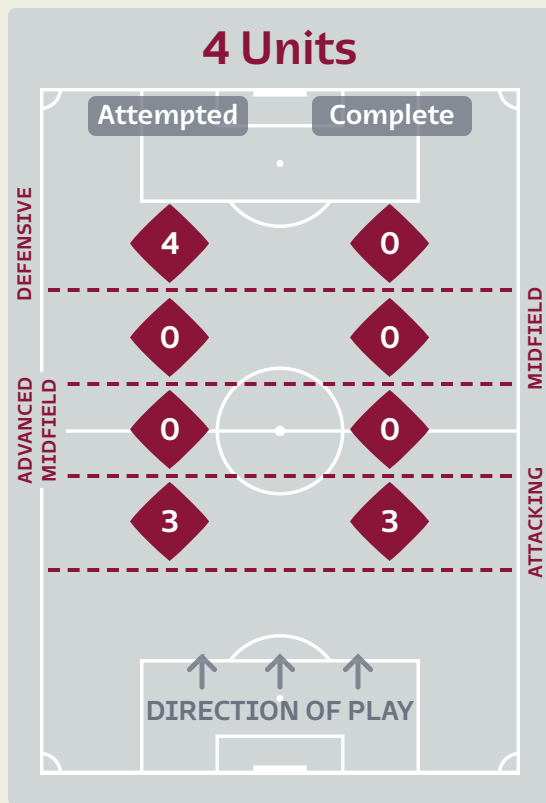 4 Units
Attempted Complete
DEFENSIVE
4 0
MIDFIELD
0 0
ADVANCED
MIDFIELD
0 0
ATTACKING
3 3
DIRECTION OF PLAY